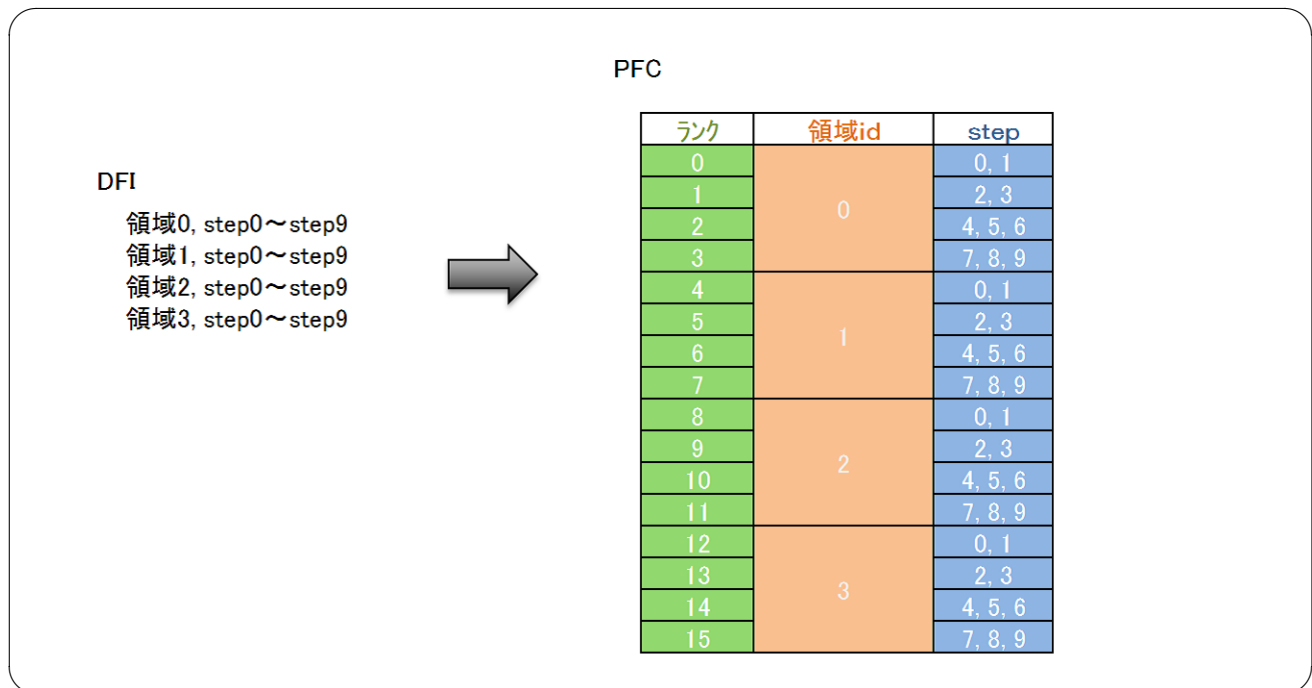 PFC
DFI
領域0, step0～step9
領域1, step0～step9
領域2, step0～step9
領域3, step0～step9
ランク 領域id step
0 0 0, 1
1 2, 3
2 4, 5, 6
3 7, 8, 9
4 1 0, 1
5 2, 3
6 4, 5, 6
7 7, 8, 9
8 2 0, 1
9 2, 3
10 4, 5, 6
11 7, 8, 9
12 3 0, 1
13 2, 3
14 4, 5, 6
15 7, 8, 9